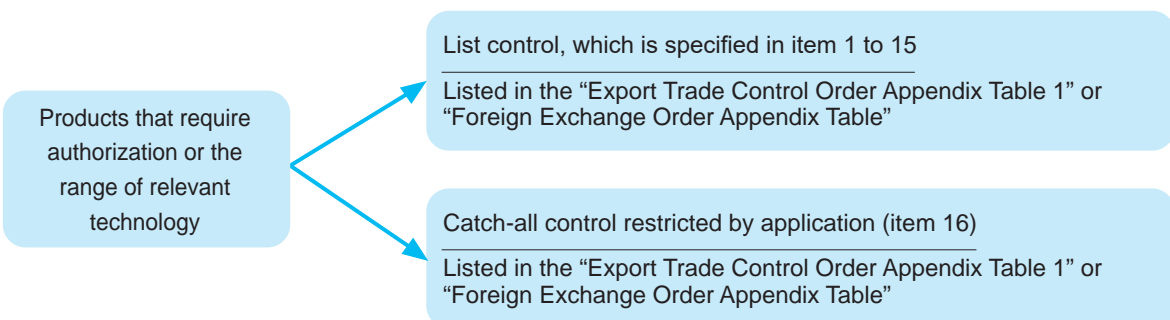 Products that require
authorization or the
range of relevant
technology
List control, which is specified in item 1 to 15
Listed in the “Export Trade Control Order Appendix Table 1” or
“Foreign Exchange Order Appendix Table”
Catch-all control restricted by application (item 16)
Listed in the “Export Trade Control Order Appendix Table 1” or
“Foreign Exchange Order Appendix Table”